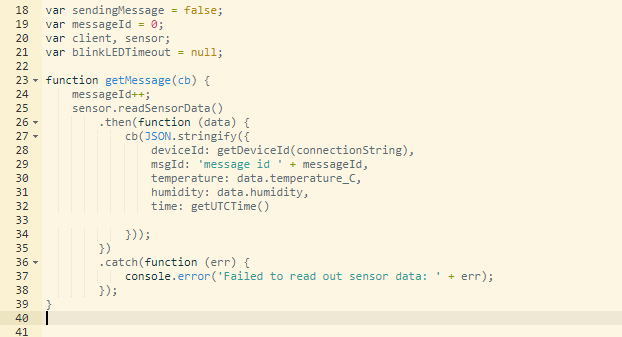 18 var sendingMessage = false;
19 var messageId = 0;
20 var client, sensor;
21 var blinkLEDTimeout = null;
22
23 function getMessage(cb) {
24     messageId++;
25     sensor.readSensorData()
26         .then(function (data) {
27             cb(JSON.stringify({
28                 deviceId: getDeviceId(connectionString),
29                 msgId: 'message id ' + messageId,
30                 temperature: data.temperature_C,
31                 humidity: data.humidity,
32                 time: getUTCTime()
33
34             }));
35         })
36         .catch(function (err) {
37             console.error('Failed to read out sensor data: ' + err);
38         });
39 }
40
41